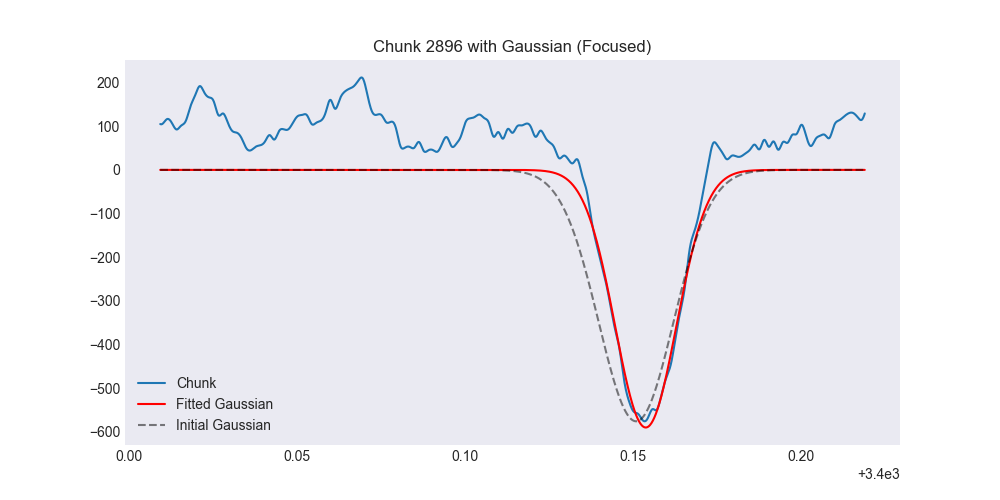 Chunk 2896 with Gaussian (Focused)
200
100
0
−100
−200
−300
−400
−500
−600
Chunk
Fitted Gaussian
Initial Gaussian
0.00 0.05 0.10 0.15 0.20
+3.4e3